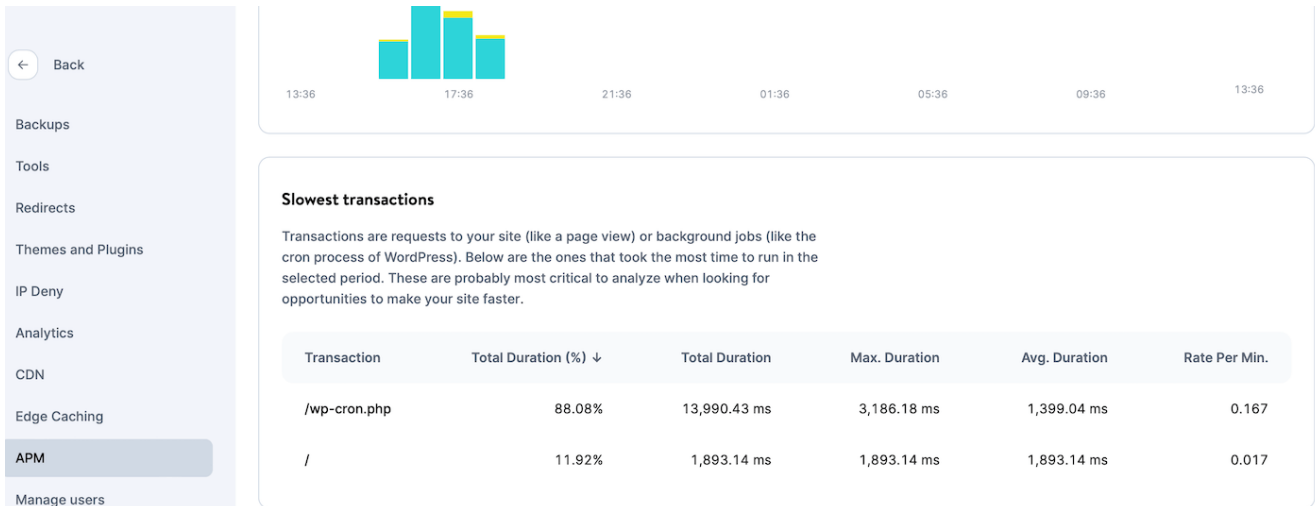 Back
Backups
Tools
Redirects
Themes and Plugins
IP Deny
Analytics
CDN
Edge Caching
APM
Manage users
13:36 17:36 21:36 01:36 05:36 09:36 13:36
Slowest transactions
Transactions are requests to your site (like a page view) or background jobs (like the
cron process of WordPress). Below are the ones that took the most time to run in the
selected period. These are probably most critical to analyze when looking for
opportunities to make your site faster.
Transaction Total Duration (%) ↓ Total Duration Max. Duration Avg. Duration Rate Per Min.
/wp-cron.php 88.08% 13,990.43 ms 3,186.18 ms 1,399.04 ms 0.167
/ 11.92% 1,893.14 ms 1,893.14 ms 1,893.14 ms 0.017